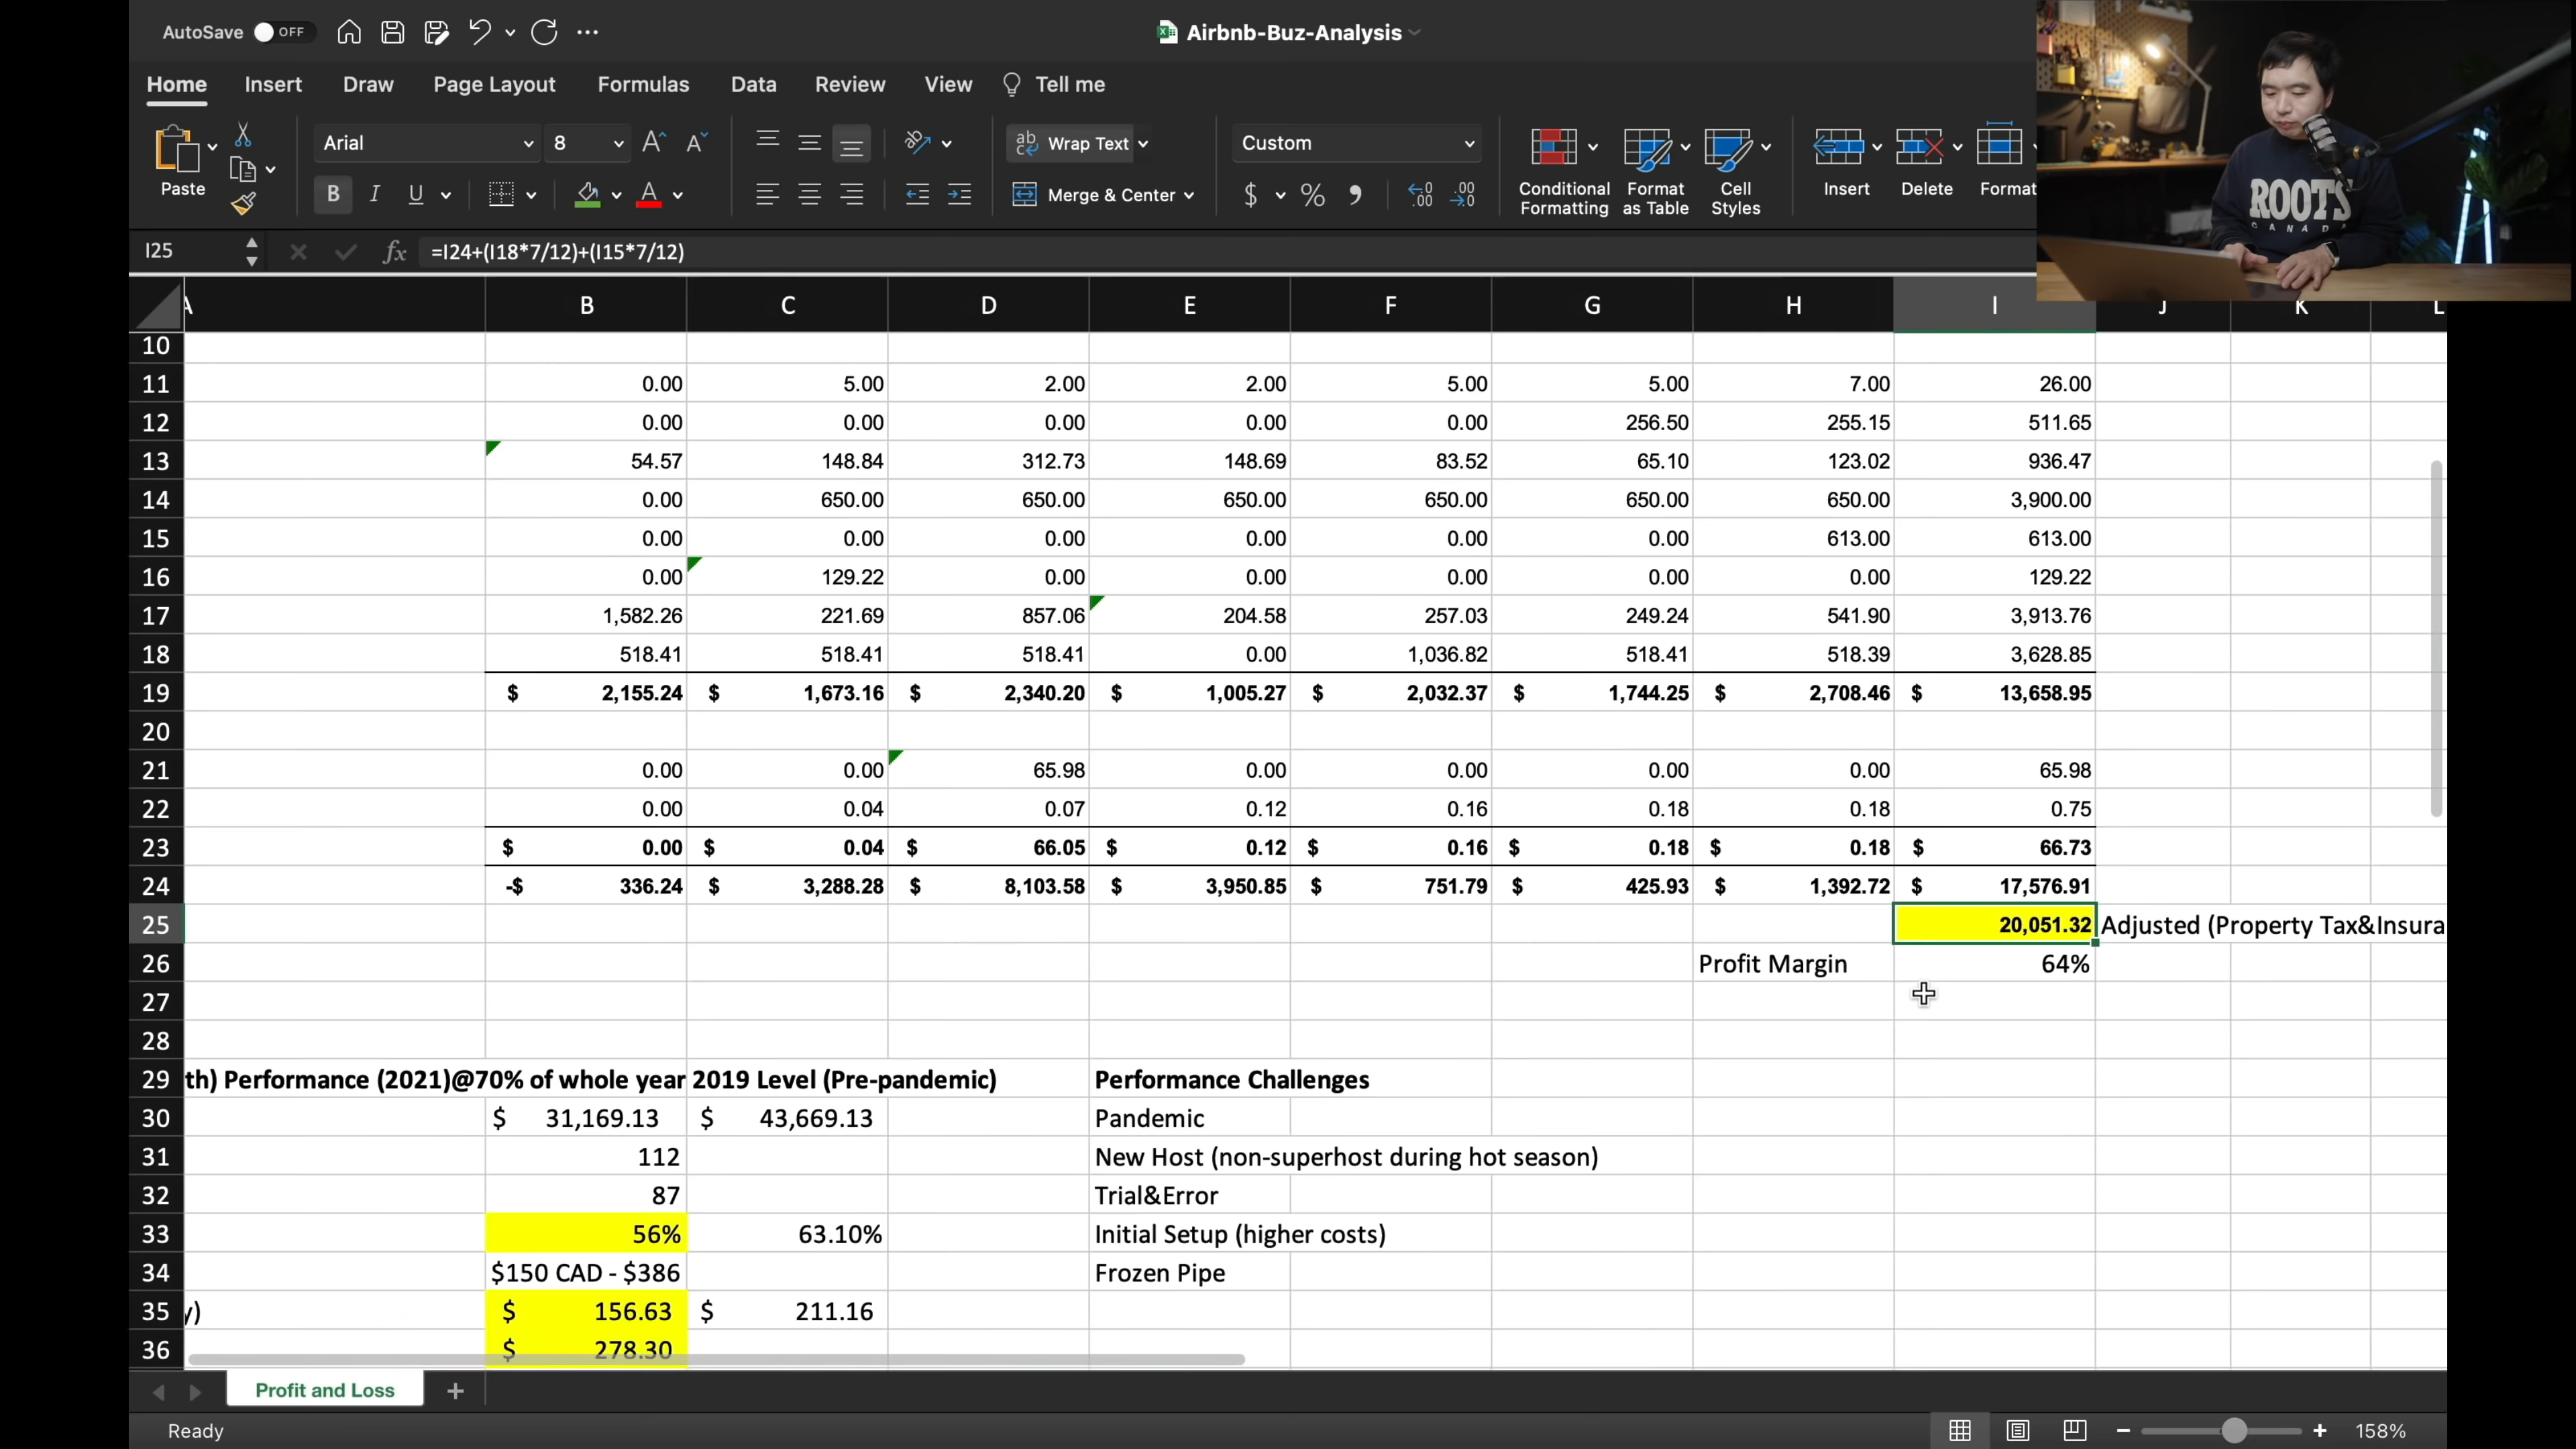 AutoSave OFF
Airbnb-Buz-Analysis
Home Insert Draw Page Layout Formulas Data Review View Tell me
Paste Arial 8 Wrap Text Custom
B I U Merge & Center $ % Conditional Formatting Format as Table Cell Styles Insert Delete Format
ROOTS
CANADA
I25 fx =I24+(I18*7/12)+(I15*7/12)
A B C D E F G H I J K L
10
11 0.00 5.00 2.00 2.00 5.00 5.00 7.00 26.00
12 0.00 0.00 0.00 0.00 0.00 256.50 255.15 511.65
13 54.57 148.84 312.73 148.69 83.52 65.10 123.02 936.47
14 0.00 650.00 650.00 650.00 650.00 650.00 650.00 3,900.00
15 0.00 0.00 0.00 0.00 0.00 0.00 613.00 613.00
16 0.00 129.22 0.00 0.00 0.00 0.00 0.00 129.22
17 1,582.26 221.69 857.06 204.58 257.03 249.24 541.90 3,913.76
18 518.41 518.41 518.41 0.00 1,036.82 518.41 518.39 3,628.85
19 $ 2,155.24 $ 1,673.16 $ 2,340.20 $ 1,005.27 $ 2,032.37 $ 1,744.25 $ 2,708.46 $ 13,658.95
20
21 0.00 0.00 65.98 0.00 0.00 0.00 0.00 65.98
22 0.00 0.04 0.07 0.12 0.16 0.18 0.18 0.75
23 $ 0.00 $ 0.04 $ 66.05 $ 0.12 $ 0.16 $ 0.18 $ 0.18 $ 66.73
24 -$ 336.24 $ 3,288.28 $ 8,103.58 $ 3,950.85 $ 751.79 $ 425.93 $ 1,392.72 $ 17,576.91
25 20,051.32 Adjusted (Property Tax&Insura
26 Profit Margin 64%
27
28
29 th) Performance (2021)@70% of whole year 2019 Level (Pre-pandemic) Performance Challenges
30 $ 31,169.13 $ 43,669.13 Pandemic
31 112 New Host (non-superhost during hot season)
32 87 Trial&Error
33 56% 63.10% Initial Setup (higher costs)
34 $150 CAD - $386 Frozen Pipe
35 y) $ 156.63 $ 211.16
36 $ 278.30
Profit and Loss +
Ready 158%